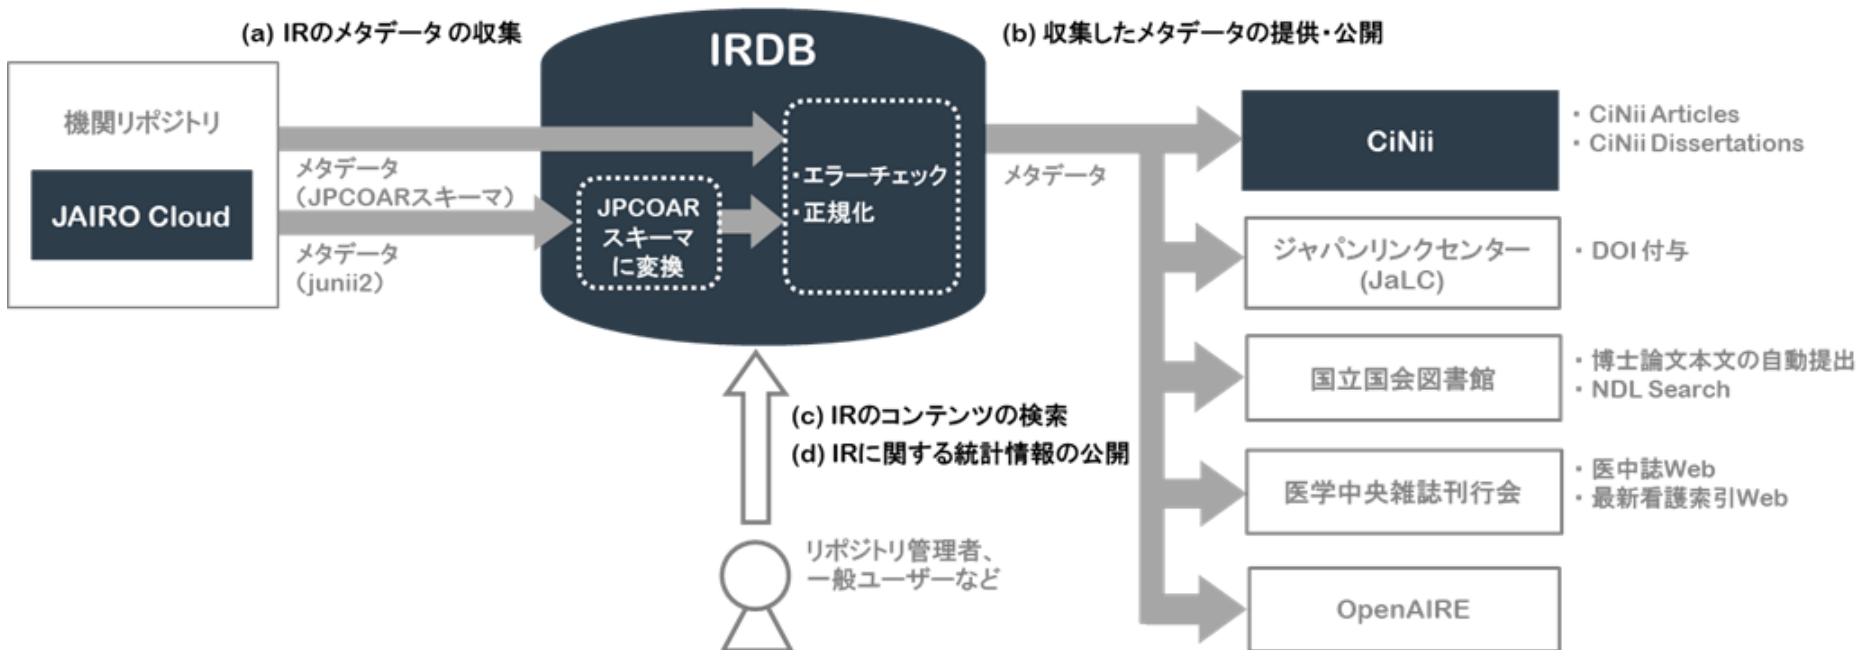 (a) IRのメタデータ の収集
IRDB
(b) 収集したメタデータの提供・公開
機関リポジトリ
JAIRO Cloud
メタデータ
（JPCOARスキーマ）
メタデータ
（junii2）
JPCOAR
スキーマ
に変換
・エラーチェック
・正規化
メタデータ
CiNii
・ CiNii Articles
・ CiNii Dissertations
ジャパンリンクセンター
(JaLC)
・ DOI 付与
国立国会図書館
・ 博士論文本文の自動提出
・ NDL Search
医学中央雑誌刊行会
・ 医中誌Web
・ 最新看護索引Web
OpenAIRE
(c) IRのコンテンツの検索
(d) IRに関する統計情報の公開
リポジトリ管理者、
一般ユーザーなど